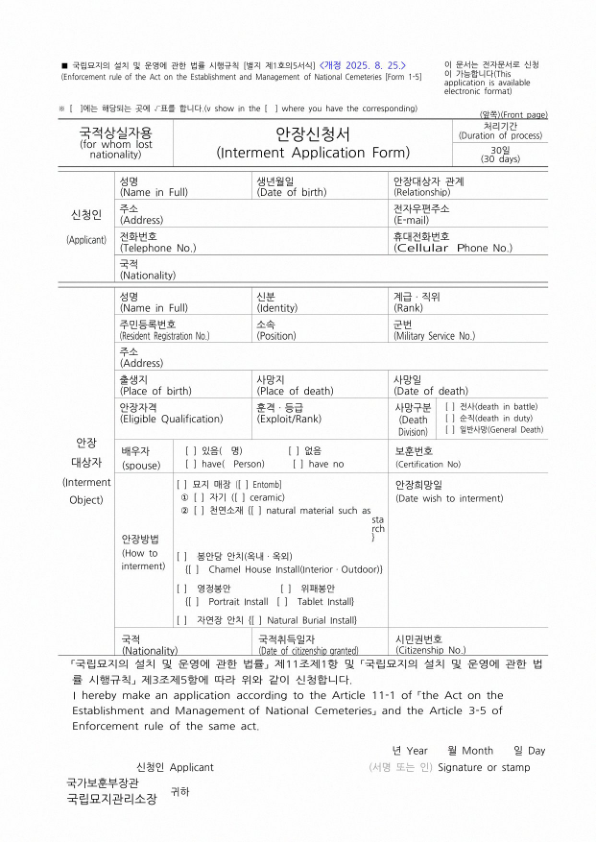 ■ 국립묘지의 설치 및 운영에 관한 법률 시행규칙 [별지 제1호의5서식] <개정 2025. 8. 25.>
(Enforcement rule of the Act on the Establishment and Management of National Cemeteries [Form 1-5]
이 문서는 전자문서로 신청
이 가능합니다(This
application is available
electronic format)
※ [  ]에는 해당되는 곳에 √표를 합니다.(v show in the [  ] where you have the corresponding)
(앞쪽)(Front page)
국적상실자용
(for whom lost
nationality)
안장신청서
(Interment Application Form)
처리기간
(Duration of process)
30일
(30 days)
신청인
(Applicant)
성명
(Name in Full)
생년월일
(Date of birth)
안장대상자 관계
(Relationship)
주소
(Address)
전자우편주소
(E-mail)
전화번호
(Telephone No.)
휴대전화번호
(Cellular Phone No.)
국적
(Nationality)
안장
대상자
(Interment
Object)
성명
(Name in Full)
신분
(Identity)
계급 · 직위
(Rank)
주민등록번호
(Resident Registration No.)
소속
(Position)
군번
(Military Service No.)
주소
(Address)
출생지
(Place of birth)
사망지
(Place of death)
사망일
(Date of death)
안장자격
(Eligible Qualification)
훈격 · 등급
(Exploit/Rank)
사망구분
(Death
Division)
[ ] 전사(death in battle)
[ ] 순직(death in duty)
[ ] 일반사망(General Death)
배우자
(spouse)
[ ] 있음(  명)    [ ] 없음
[ ] have(  Person)    [ ] have no
보훈번호
(Certification No)
안장방법
(How to
interment)
[ ] 묘지 매장 ([ ] Entomb]
① [ ] 자기 ([ ] ceramic)
② [ ] 천연소재 ([ ] natural material such as
sta
rch
)
[ ]  봉안당 안치(옥내 · 옥외)
([ ]  Chamel House Install(Interior · Outdoor)}
[ ]  영정봉안    [ ]  위패봉안
([ ]  Portrait Install  [ ]  Tablet Install}
[ ]  자연장 안치 ([ ] Natural Burial Install}
안장희망일
(Date wish to interment)
국적
(Nationality)
국적취득일자
(Date of citizenship granted)
시민권번호
(Citizenship No.)
「국립묘지의 설치 및 운영에 관한 법률」 제11조제1항 및 「국립묘지의 설치 및 운영에 관한 법
률 시행규칙」 제3조제5항에 따라 위와 같이 신청합니다.
I hereby make an application according to the Article 11-1 of 「the Act on the
Establishment and Management of National Cemeteries」 and the Article 3-5 of
Enforcement rule of the same act.
년 Year    월 Month    일 Day
신청인 Applicant    (서명 또는 인) Signature or stamp
국가보훈부장관
국립묘지관리소장
귀하